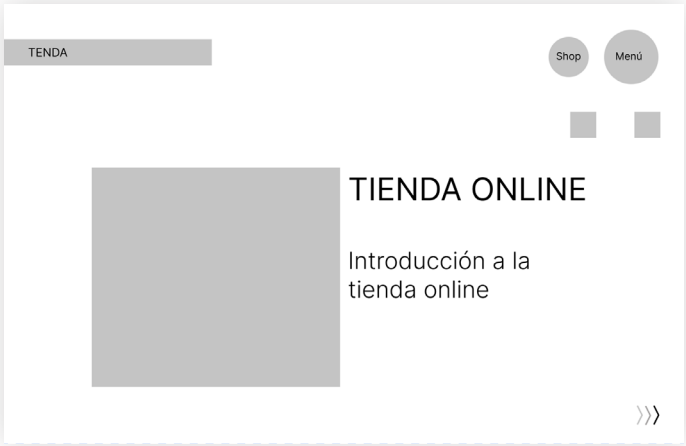 TENDA
Shop
Menú
TIENDA ONLINE
Introducción a la
tienda online